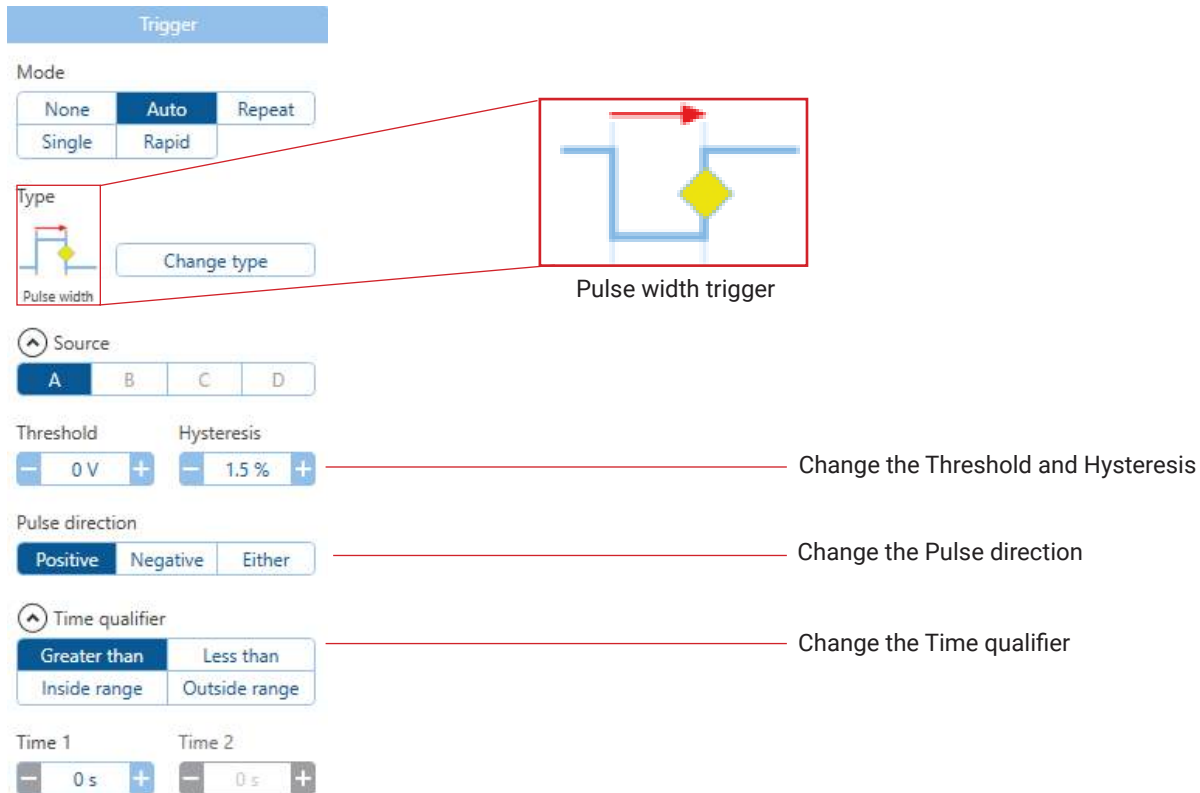 Trigger
Mode
None Auto Repeat
Single Rapid
Type
Change type
Pulse width
Pulse width trigger
Source
A B C D
Threshold Hysteresis
− 0 V + − 1.5 % +
Change the Threshold and Hysteresis
Pulse direction
Positive Negative Either
Change the Pulse direction
Time qualifier
Greater than Less than
Change the Time qualifier
Inside range Outside range
Time 1 Time 2
− 0 s + − 0 s +